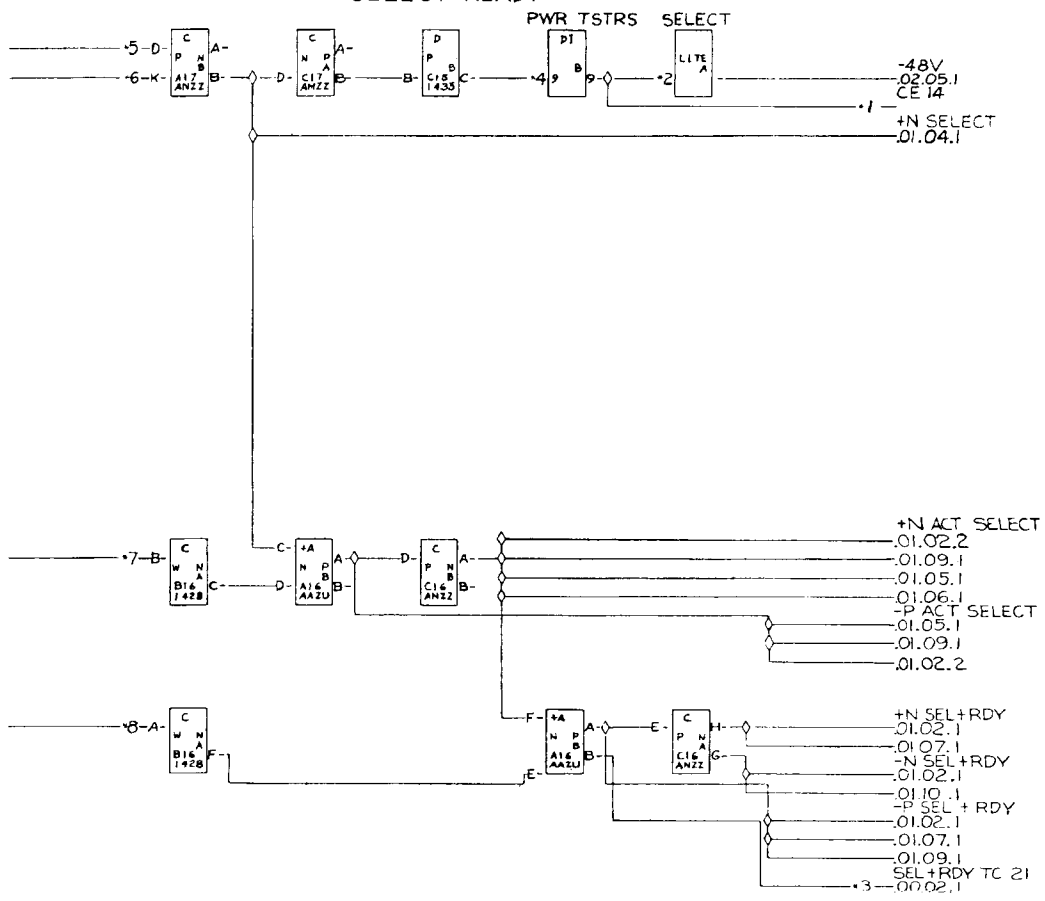 PWR TSTRS SELECT
*5-D- C P N B A17 ANZZ A-
*6-K- B-
D- C N P A C17 AMZZ A- B-
B- D P B C15 1433 C-
*4 9 PT B 9
*2 LITE A
-48V
.02.05.1
CE 14
*1
+N SELECT
.01.04.1
*7-B- C W N A B16 1428 C-
C- +A N P B A16 AAZU A-
D- B-
D- C P N B C16 ANZZ A- B-
+N ACT SELECT
.01.02.2
.01.09.1
.01.05.1
.01.06.1
-P ACT SELECT
.01.05.1
.01.09.1
.01.02.2
*8-A- C W N A B16 1428 F-
F- +A N P B A16 AAZU A-
E- B-
E- C P N A C16 ANZZ H- G-
+N SEL+RDY
.01.02.1
.01.07.1
-N SEL+RDY
.01.02.1
.01.10.1
-P SEL + RDY
.01.02.1
.01.07.1
.01.09.1
SEL+RDY TC 21
*3 .00.02.1